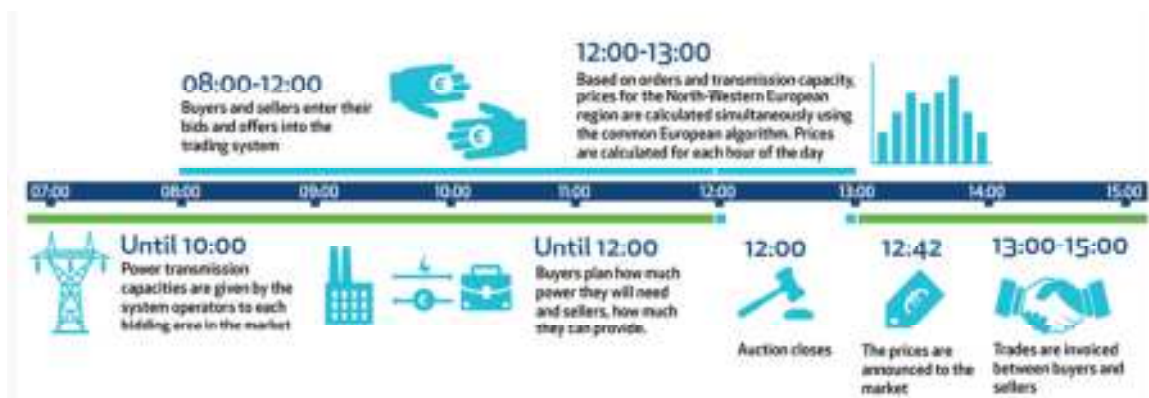 08:00-12:00
Buyers and sellers enter their
bids and offers into the
trading system
12:00-13:00
Based on orders and transmission capacity,
prices for the North-Western European
region are calculated simultaneously using
the common European algorithm. Prices
are calculated for each hour of the day
07:00 08:00 09:00 10:00 11:00 12:00 13:00 14:00 15:00
Until 10:00
Power transmission
capacities are given by the
system operators to each
bidding area in the market
Until 12:00
Buyers plan how much
power they will need
and sellers, how much
they can provide.
12:00
Auction closes
12:42
The prices are
announced to the
market
13:00-15:00
Trades are invoiced
between buyers and
sellers